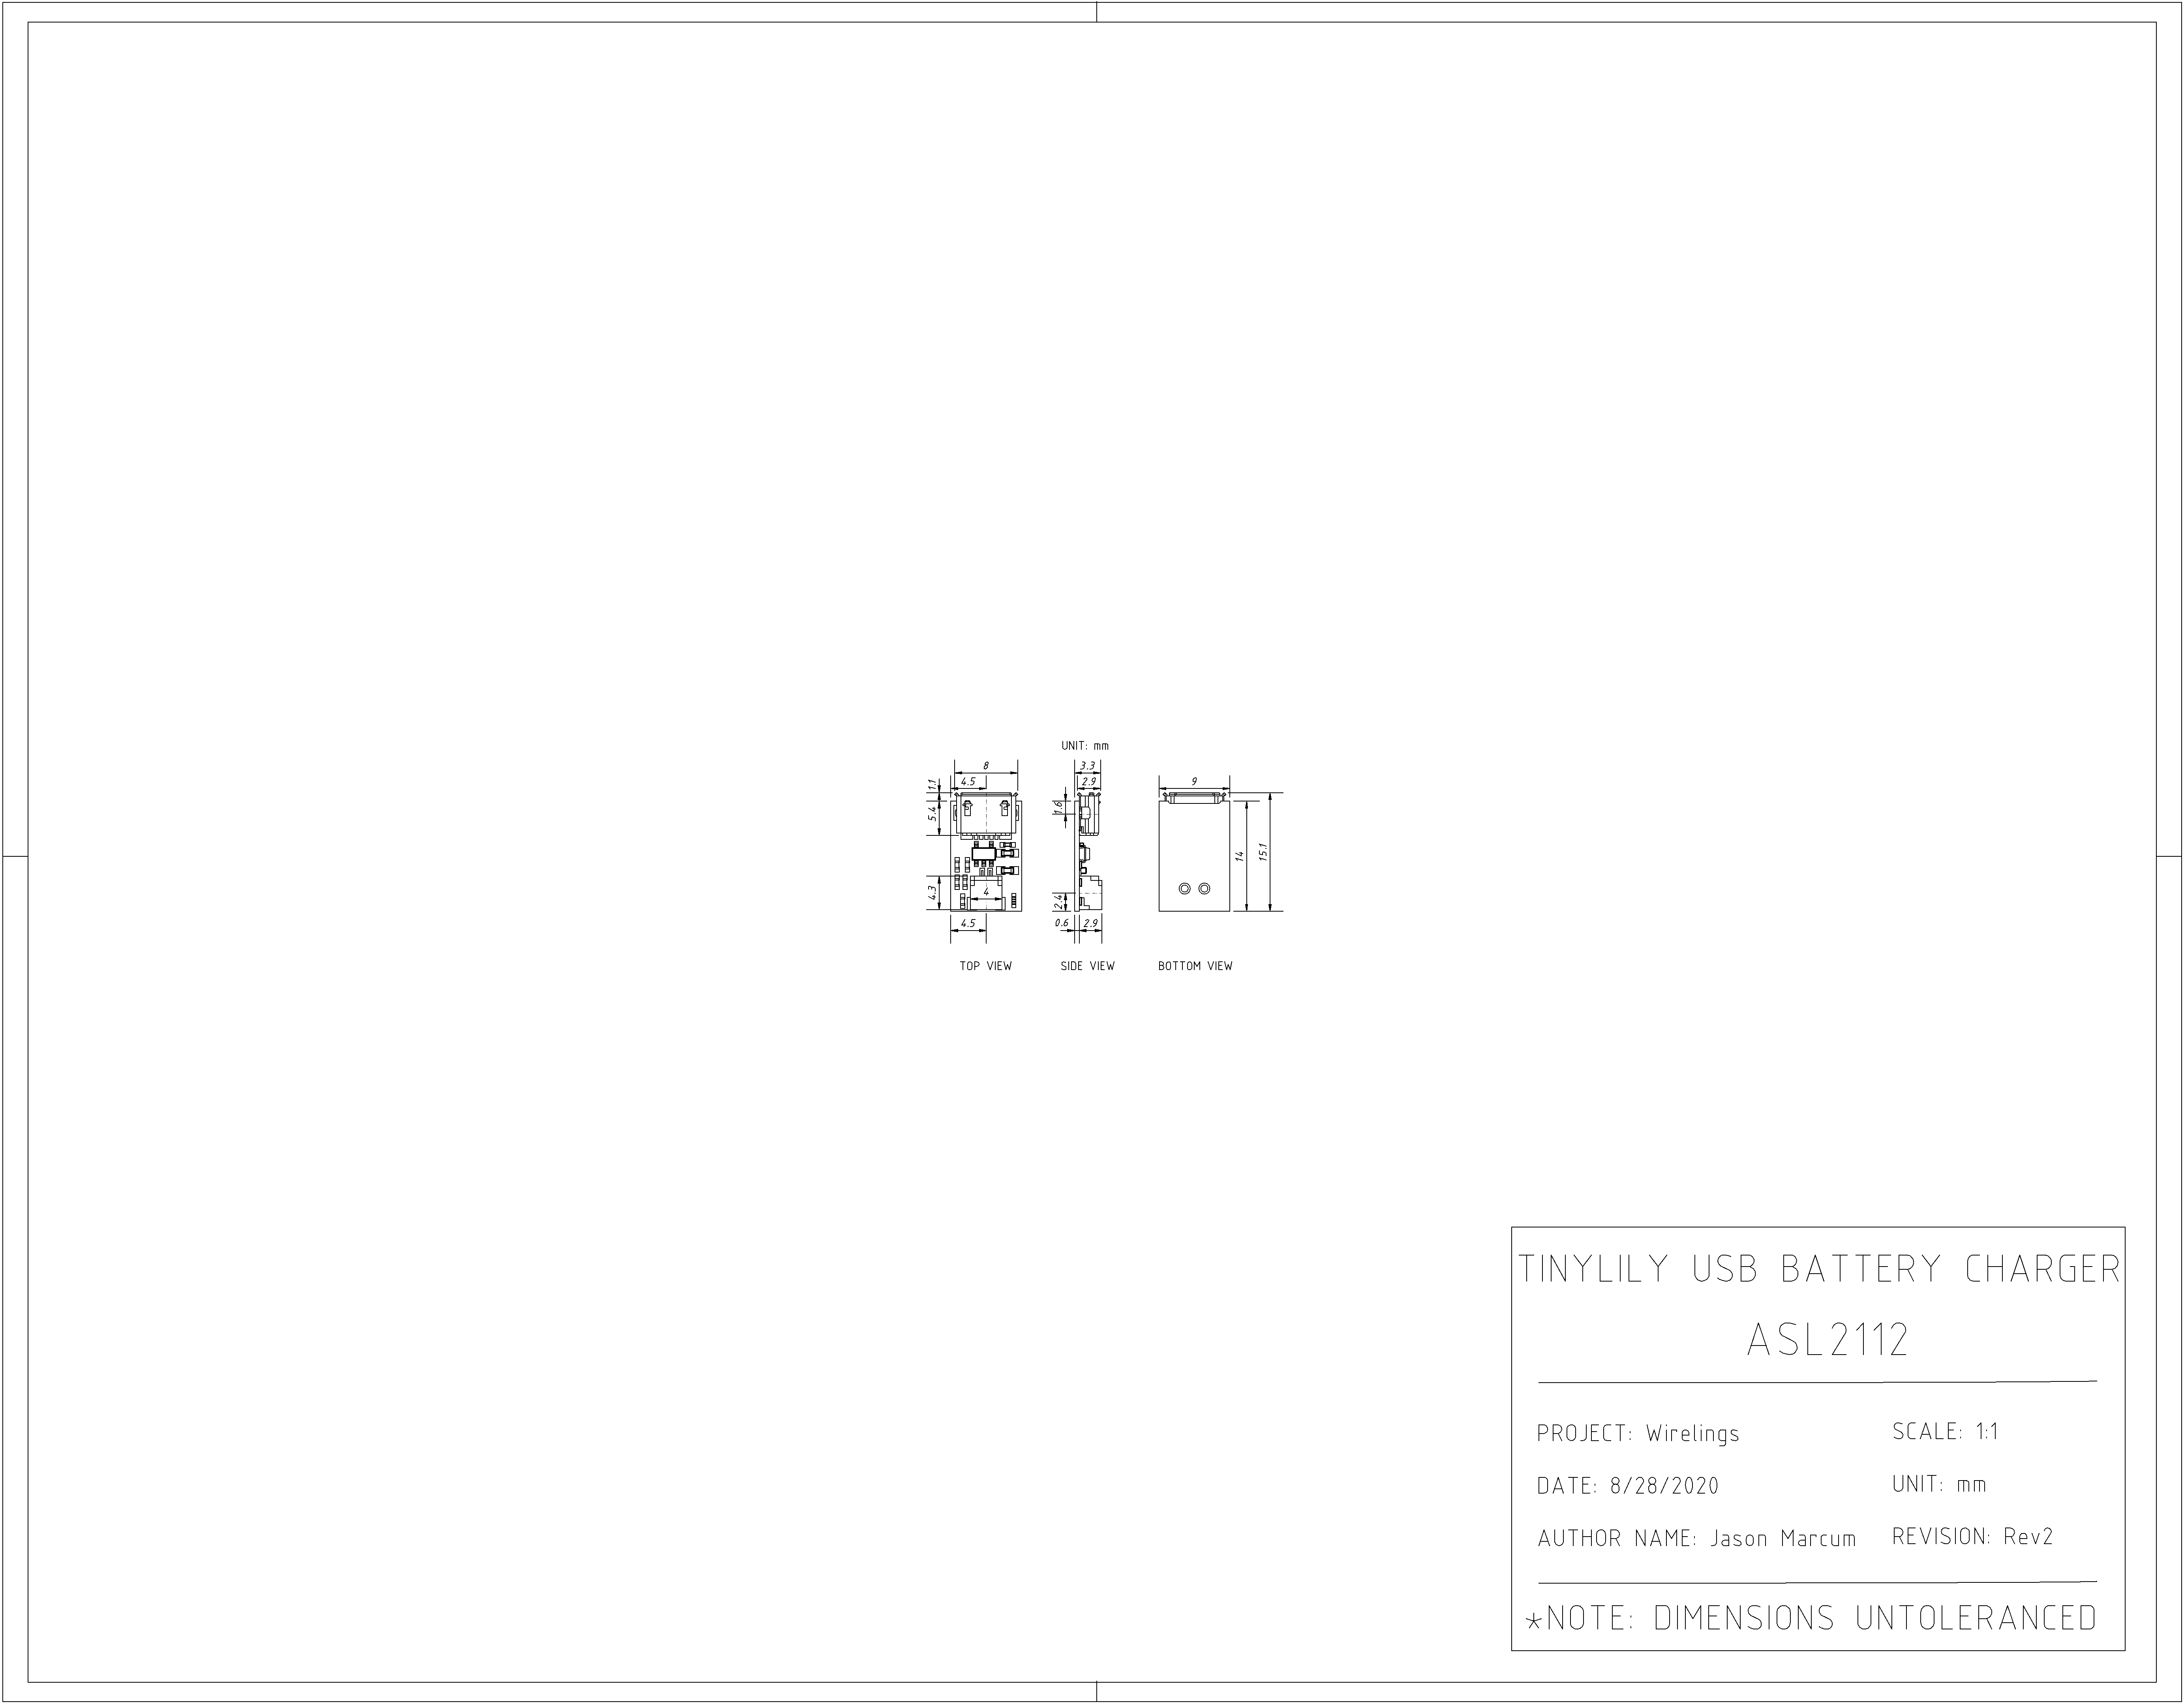 UNIT: mm
8
4.5
1.1
5.4
4.3
4
4.5
TOP VIEW
3.3
2.9
1.6
2.4
0.6
2.9
SIDE VIEW
9
14
15.1
BOTTOM VIEW
TINYLILY USB BATTERY CHARGER
ASL2112
PROJECT: Wirelings
SCALE: 1:1
DATE: 8/28/2020
UNIT: mm
AUTHOR NAME: Jason Marcum
REVISION: Rev2
*NOTE: DIMENSIONS UNTOLERANCED